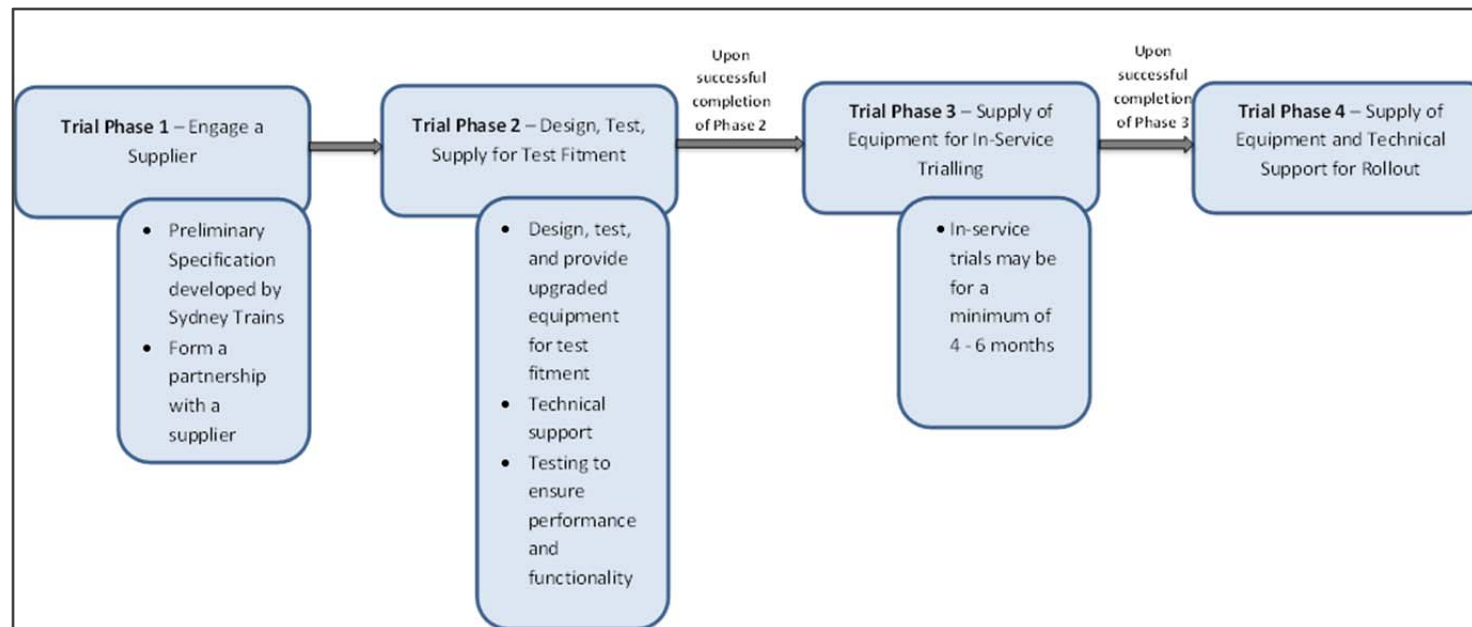 Trial Phase 1 – Engage a
Supplier
• Preliminary
Specification
developed by
Sydney Trains
• Form a
partnership
with a
supplier
Trial Phase 2 – Design, Test,
Supply for Test Fitment
• Design, test,
and provide
upgraded
equipment
for test
fitment
• Technical
support
• Testing to
ensure
performance
and
functionality
Upon
successful
completion
of Phase 2
Trial Phase 3 – Supply of
Equipment for In-Service
Trialling
• In-service
trials may be
for a
minimum of
4 - 6 months
Upon
successful
completion
of Phase 3
Trial Phase 4 – Supply of
Equipment and Technical
Support for Rollout